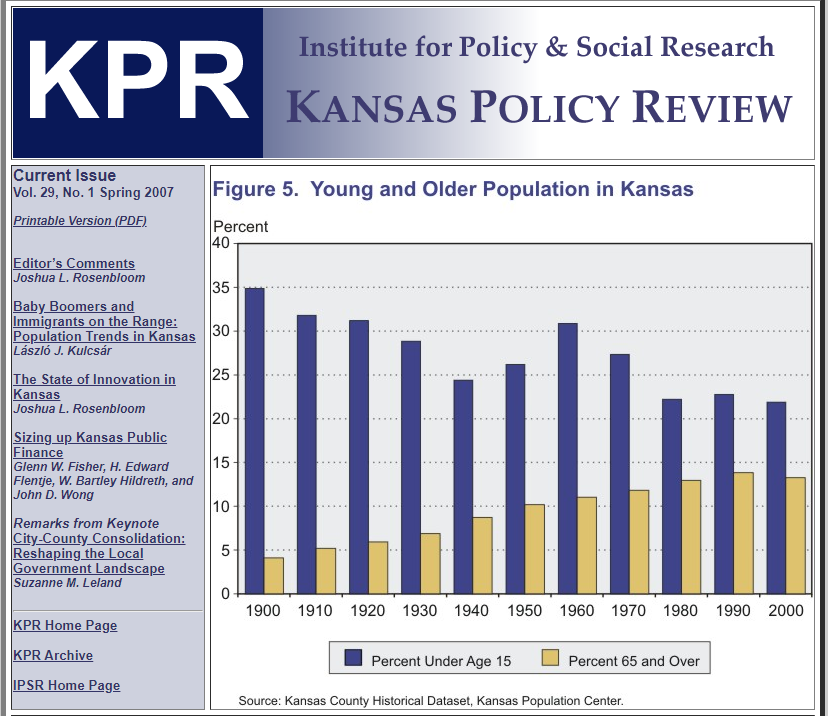 KPR
Institute for Policy & Social Research
KANSAS POLICY REVIEW
Current Issue
Vol. 29, No. 1 Spring 2007
Printable Version (PDF)
Editor's Comments
Joshua L. Rosenbloom
Baby Boomers and
Immigrants on the Range:
Population Trends in Kansas
László J. Kulcsár
The State of Innovation in
Kansas
Joshua L. Rosenbloom
Sizing up Kansas Public
Finance
Glenn W. Fisher, H. Edward
Flentje, W. Bartley Hildreth, and
John D. Wong
Remarks from Keynote
City-County Consolidation:
Reshaping the Local
Government Landscape
Suzanne M. Leland
KPR Home Page
KPR Archive
IPSR Home Page
Figure 5. Young and Older Population in Kansas
Percent
40
35
30
25
20
15
10
5
0
1900 1910 1920 1930 1940 1950 1960 1970 1980 1990 2000
Percent Under Age 15 Percent 65 and Over
Source: Kansas County Historical Dataset, Kansas Population Center.